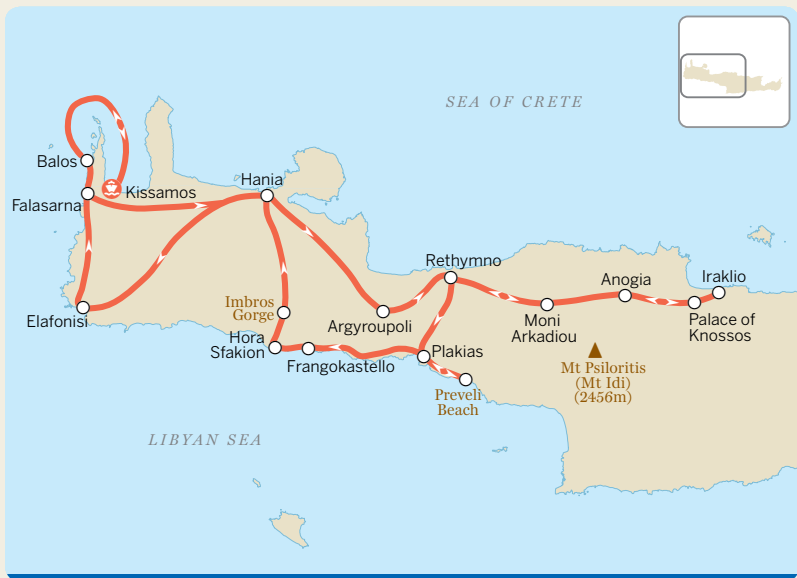 SEA OF CRETE
Balos
Kissamos
Hania
Falasarna
Rethymno
Iraklio
Anogia
Imbros
Gorge
Elafonisi
Argyroupoli
Moni
Arkadiou
Palace of
Knossos
Hora
Sfakion
Plakias
Frangokastello
Mt Psiloritis
(Mt Idi)
(2456m)
Preveli
Beach
LIBYAN SEA